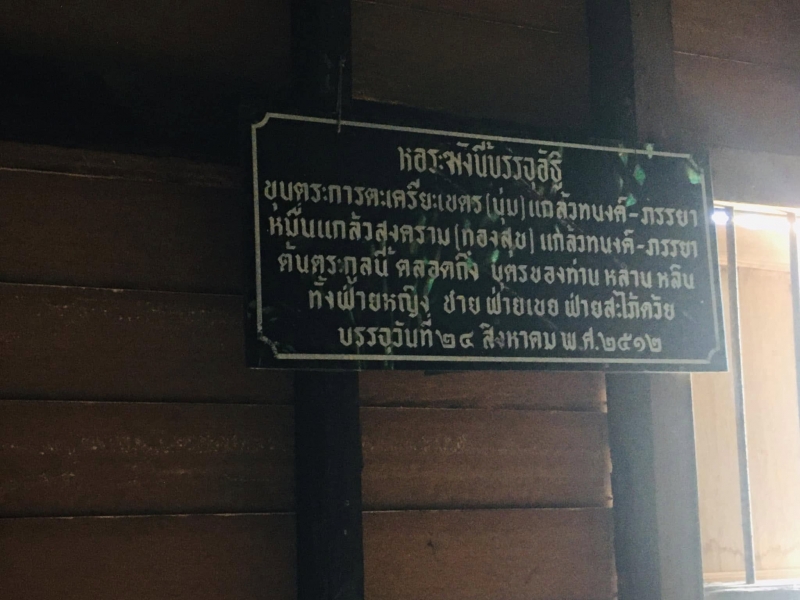 หอระฆังนี้บรรจุอัฐิ
ขุนตระการตะเครียะเขตร(นุ่ม)แกล้วทนงค์-ภรรยา
หมื่นแกล้วสงคราม(กองสุข) แกล้วทนงค์-ภรรยา
ต้นตระกูลนี้ ตลอดถึง บุตรของท่าน หลาน หลิน
ทั้งฝ่ายหญิง ชาย ฝ่ายเขย ฝ่ายสะใภ้ด้วย
บรรจุวันที่ ๒๔ สิงหาคม พ.ศ.๒๕๑๒